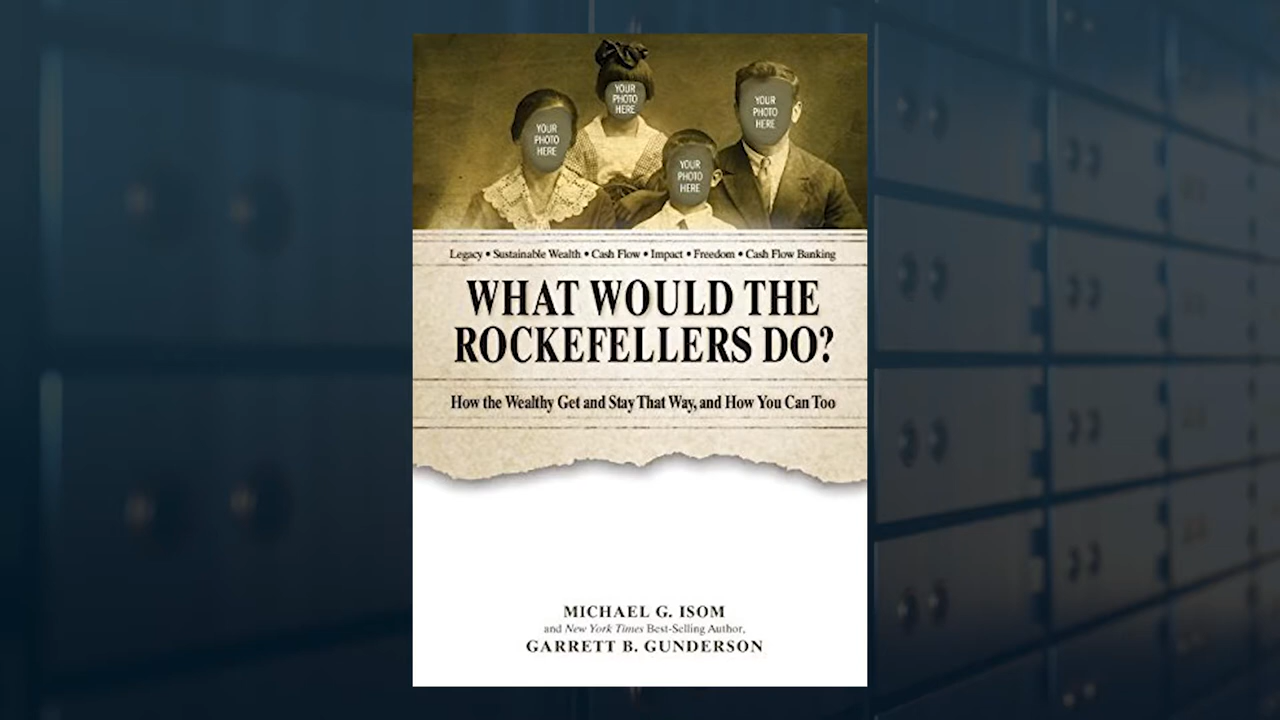 YOUR
PHOTO
HERE
YOUR
PHOTO
HERE
YOUR
PHOTO
HERE
YOUR
PHOTO
HERE
Legacy • Sustainable Wealth • Cash Flow • Impact • Freedom • Cash Flow Banking
WHAT WOULD THE
ROCKEFELLERS DO?
How the Wealthy Get and Stay That Way, and How You Can Too
MICHAEL G. ISOM
and New York Times Best-Selling Author,
GARRETT B. GUNDERSON